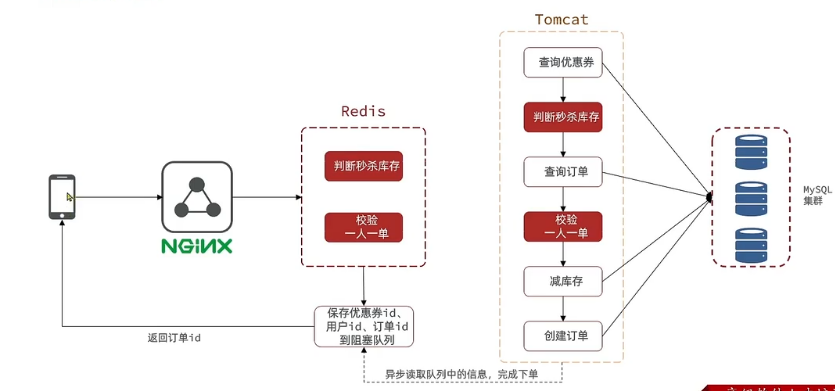 Tomcat
查询优惠券
Redis
判断秒杀库存
判断秒杀库存
查询订单
MySQL
集群
校验
一人一单
校验
一人一单
NGINX
减库存
保存优惠券id、
用户id、订单id
到阻塞队列
创建订单
返回订单id
异步读取队列中的信息，完成下单